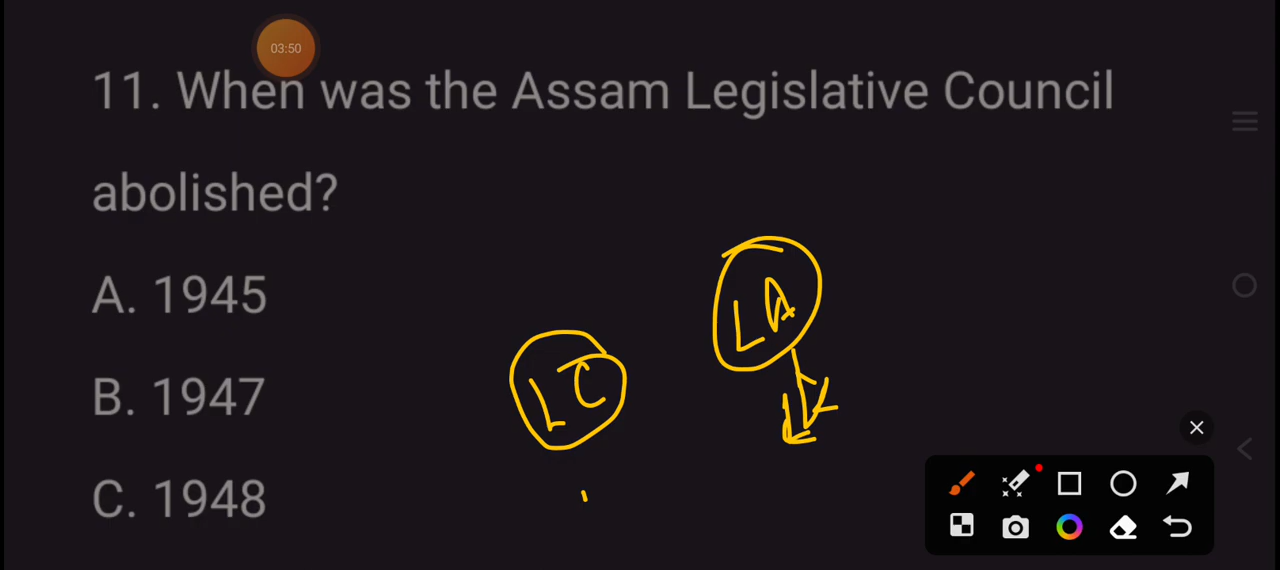 03:50
11. When was the Assam Legislative Council
abolished?
A. 1945
LA
B. 1947
LC
C. 1948